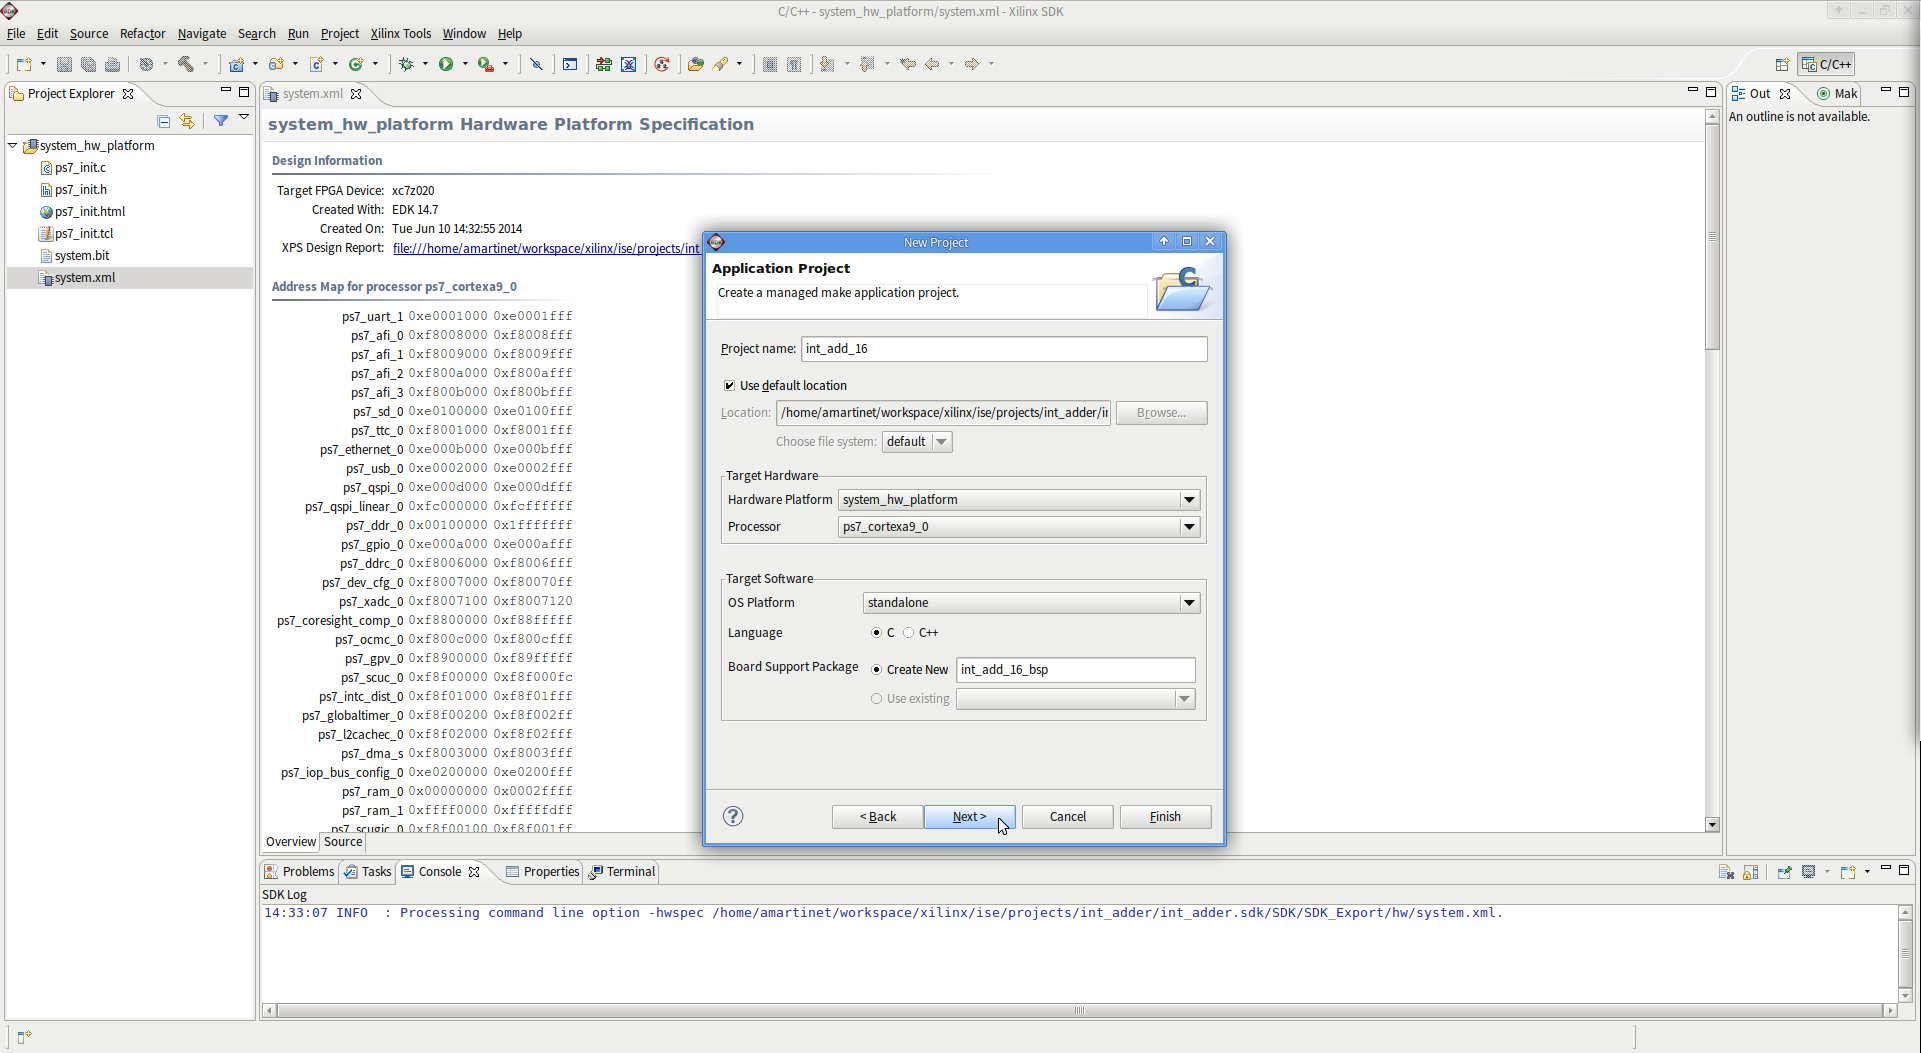 C/C++ - system_hw_platform/system.xml - Xilinx SDK
File Edit Source Refactor Navigate Search Run Project Xilinx Tools Window Help
C/C++
Project Explorer
system_hw_platform
ps7_init.c
ps7_init.h
ps7_init.html
ps7_init.tcl
system.bit
system.xml
system.xml
system_hw_platform Hardware Platform Specification
Design Information
Target FPGA Device: xc7z020
Created With: EDK 14.7
Created On: Tue Jun 10 14:32:55 2014
XPS Design Report: file:///home/amartinet/workspace/xilinx/ise/projects/int
Address Map for processor ps7_cortexa9_0
ps7_uart_1 0xe0001000 0xe0001fff
ps7_afi_0 0xf8008000 0xf8008fff
ps7_afi_1 0xf8009000 0xf8009fff
ps7_afi_2 0xf800a000 0xf800afff
ps7_afi_3 0xf800b000 0xf800bfff
ps7_sd_0 0xe0100000 0xe0100fff
ps7_ttc_0 0xf8001000 0xf8001fff
ps7_ethernet_0 0xe000b000 0xe000bfff
ps7_usb_0 0xe0002000 0xe0002fff
ps7_qspi_0 0xe000d000 0xe000dfff
ps7_qspi_linear_0 0xfc000000 0xfcffffff
ps7_ddr_0 0x00100000 0x1fffffff
ps7_gpio_0 0xe000a000 0xe000afff
ps7_ddrc_0 0xf8006000 0xf8006fff
ps7_dev_cfg_0 0xf8007000 0xf80070ff
ps7_xadc_0 0xf8007100 0xf8007120
ps7_coresight_comp_0 0xf8800000 0xf88fffff
ps7_ocmc_0 0xf800c000 0xf800cfff
ps7_gpv_0 0xf8900000 0xf89fffff
ps7_scuc_0 0xf8f00000 0xf8f000fc
ps7_intc_dist_0 0xf8f01000 0xf8f01fff
ps7_globaltimer_0 0xf8f00200 0xf8f002ff
ps7_l2cachec_0 0xf8f02000 0xf8f02fff
ps7_dma_s 0xf8003000 0xf8003fff
ps7_iop_bus_config_0 0xe0200000 0xe0200fff
ps7_ram_0 0x00000000 0x0002ffff
ps7_ram_1 0xffff0000 0xfffffdff
ps7_scugic_0 0xf8f00100 0xf8f001ff
Overview Source
New Project
Application Project
Create a managed make application project.
Project name: int_add_16
Use default location
Location: /home/amartinet/workspace/xilinx/ise/projects/int_adder/ir Browse...
Choose file system: default
Target Hardware
Hardware Platform system_hw_platform
Processor ps7_cortexa9_0
Target Software
OS Platform standalone
Language C C++
Board Support Package Create New int_add_16_bsp
Use existing
< Back Next > Cancel Finish
Out Mak
An outline is not available.
Problems Tasks Console Properties Terminal
SDK Log
14:33:07 INFO : Processing command line option -hwspec /home/amartinet/workspace/xilinx/ise/projects/int_adder/int_adder.sdk/SDK/SDK_Export/hw/system.xml.